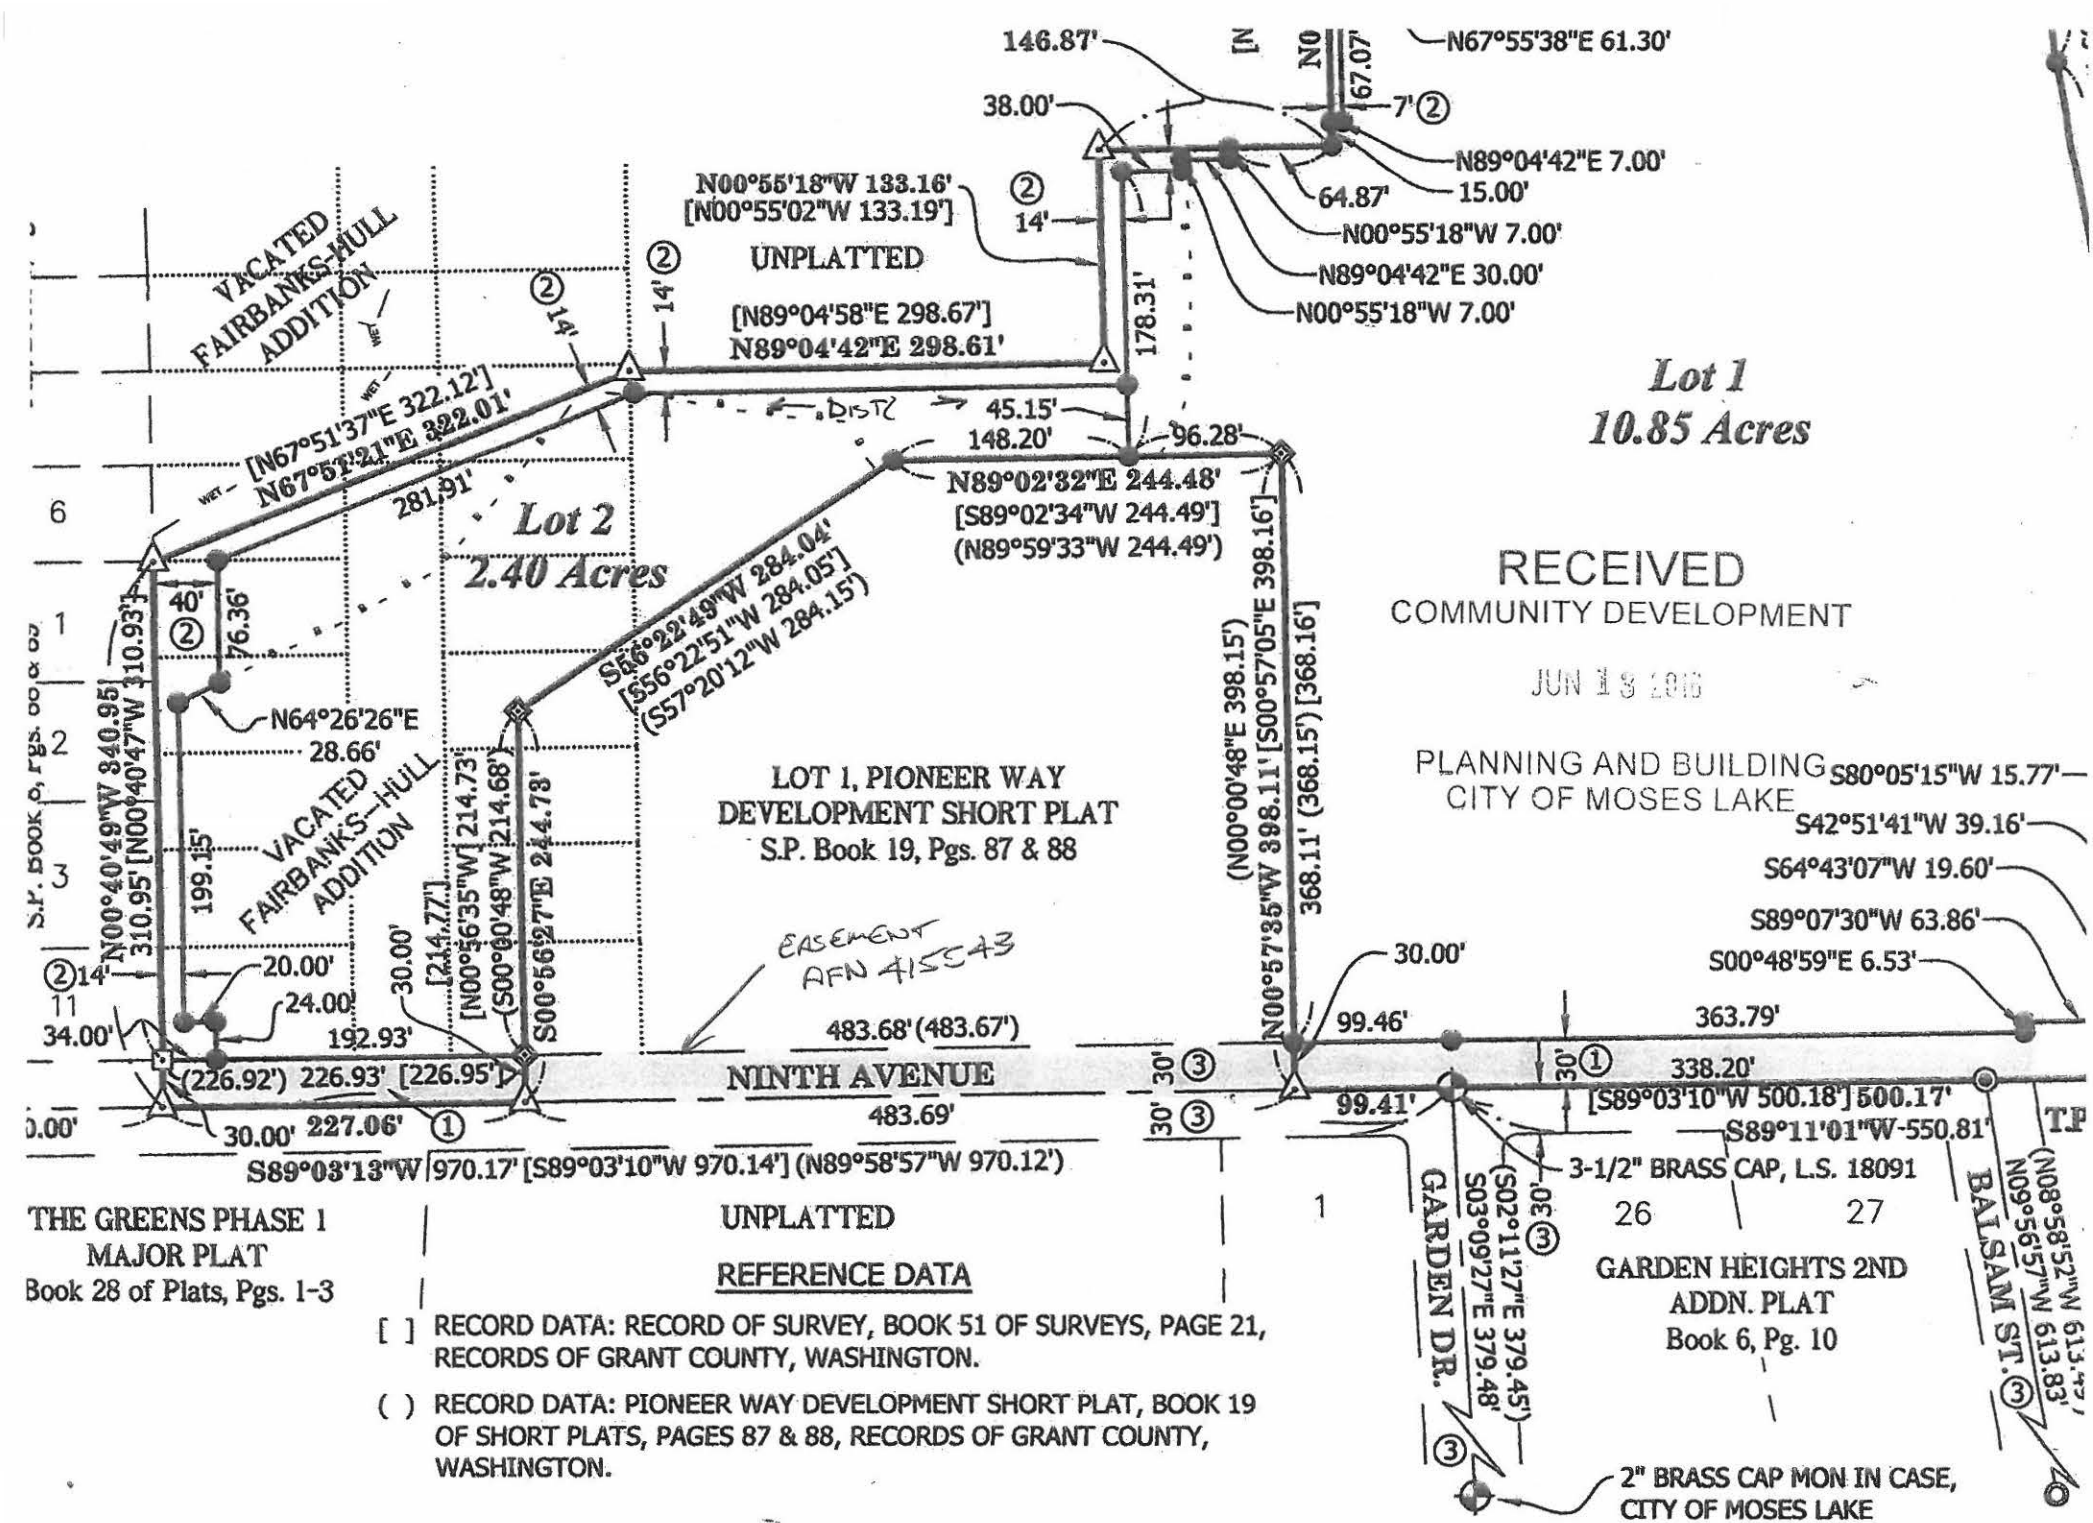 146.87'
[N
N0
67.07'
N67°55'38"E 61.30'
38.00'
7' ②
N89°04'42"E 7.00'
15.00'
64.87'
N00°55'18"W 7.00'
N89°04'42"E 30.00'
N00°55'18"W 7.00'
N00°55'18"W 133.16'
[N00°55'02"W 133.19']
② 14'
UNPLATTED
VACATED
FAIRBANKS-HULL
ADDITION
WET
② 14'
② 14'
[N89°04'58"E 298.67']
N89°04'42"E 298.61'
178.31'
Lot 1
10.85 Acres
[N67°51'37"E 322.12']
N67°51'21"E 322.01'
281.91'
WET
WET
45.15'
148.20'
96.28'
N89°02'32"E 244.48'
[S89°02'34"W 244.49']
(N89°59'33"W 244.49')
6
Lot 2
2.40 Acres
S56°22'49"W 284.04'
[S56°22'51"W 284.05']
(S57°20'12"W 284.15')
RECEIVED
COMMUNITY DEVELOPMENT
JUN
PLANNING AND BUILDING
CITY OF MOSES LAKE
40'
②
76.36'
1
2
3
N64°26'26"E
28.66'
N00°40'49"W 340.95'
310.95' [N00°40'47"W 310.93']
199.15'
VACATED
FAIRBANKS-HULL
ADDITION
[214.77']
[N00°56'35"W] 214.73'
(S00°00'48"W 214.68')
S00°56'27"E 244.73'
LOT 1, PIONEER WAY
DEVELOPMENT SHORT PLAT
S.P. Book 19, Pgs. 87 & 88
(N00°00'48"E 398.15')
N00°57'35"W 398.11' [S00°57'05"E 398.16']
368.11' (368.15') [368.16']
S80°05'15"W 15.77'
S42°51'41"W 39.16'
S64°43'07"W 19.60'
S89°07'30"W 63.86'
S00°48'59"E 6.53'
EASEMENT
AFN 415543
② 14'
11
20.00'
24.00'
34.00'
30.00'
192.93'
483.68' (483.67')
30.00'
99.46'
363.79'
(226.92') 226.93' [226.95']
NINTH AVENUE
30' ③
30' ①
338.20'
30.00' 227.06' ①
483.69'
30' ③
99.41'
[S89°03'10"W 500.18'] 500.17'
S89°11'01"W-550.81'
S89°03'13"W 970.17' [S89°03'10"W 970.14'] (N89°58'57"W 970.12')
3-1/2" BRASS CAP, L.S. 18091
THE GREENS PHASE 1
MAJOR PLAT
Book 28 of Plats, Pgs. 1-3
UNPLATTED
1
GARDEN DR.
S03°09'27"E 379.48'
(S02°11'27"E 379.45')
30'
③
26
27
GARDEN HEIGHTS 2ND
ADDN. PLAT
Book 6, Pg. 10
BALSAM ST.
③
N09°56'57"W 613.83'
(N08°58'52"W
REFERENCE DATA
[ ] RECORD DATA: RECORD OF SURVEY, BOOK 51 OF SURVEYS, PAGE 21,
RECORDS OF GRANT COUNTY, WASHINGTON.
( ) RECORD DATA: PIONEER WAY DEVELOPMENT SHORT PLAT, BOOK 19
OF SHORT PLATS, PAGES 87 & 88, RECORDS OF GRANT COUNTY,
WASHINGTON.
③
2" BRASS CAP MON IN CASE,
CITY OF MOSES LAKE